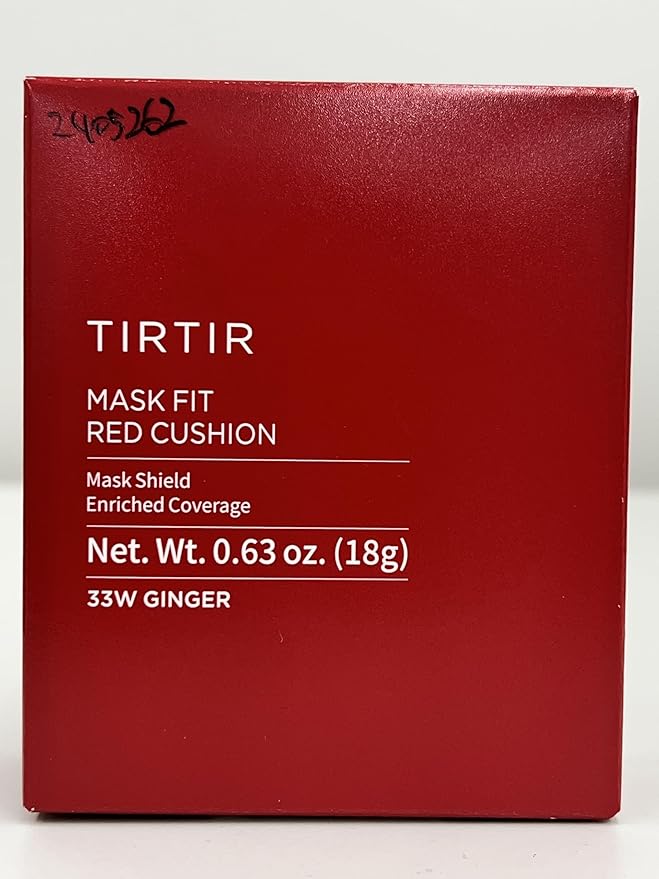 2405262
TIRTIR
MASK FIT
RED CUSHION
Mask Shield
Enriched Coverage
Net. Wt. 0.63 oz. (18g)
33W GINGER